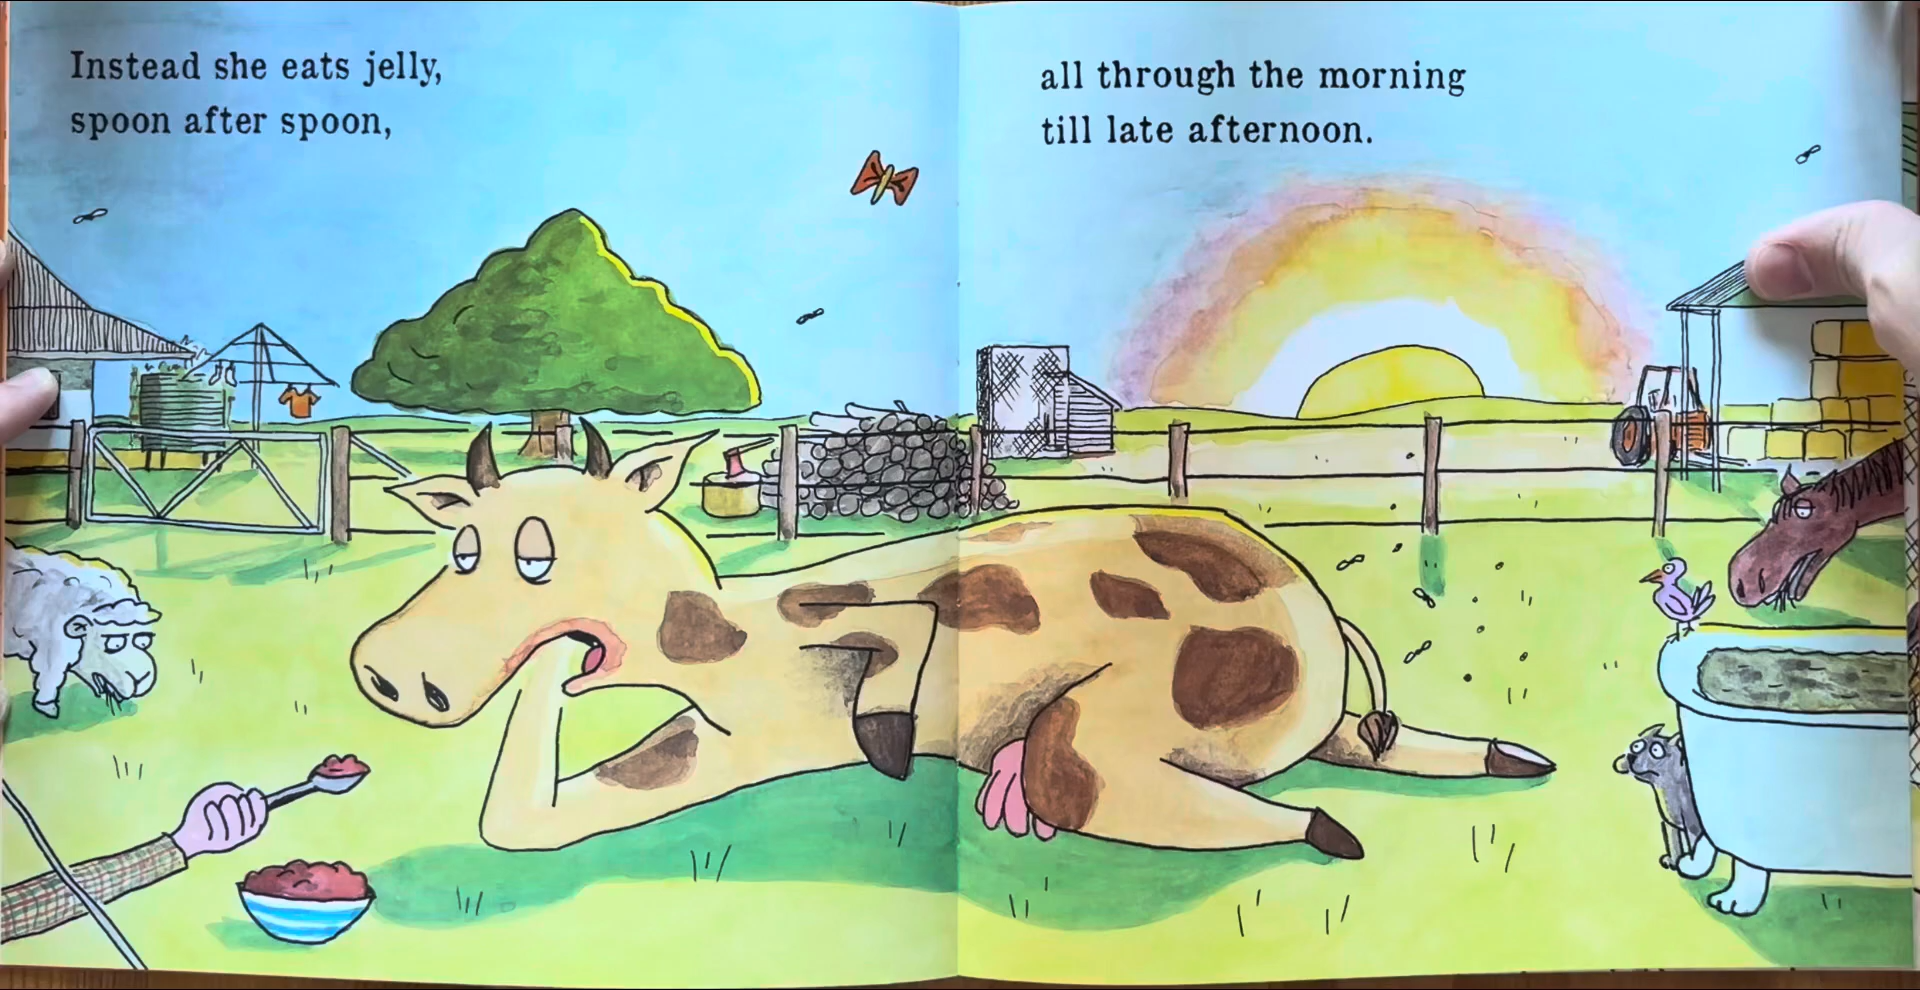 Instead she eats jelly,
spoon after spoon,
all through the morning
till late afternoon.